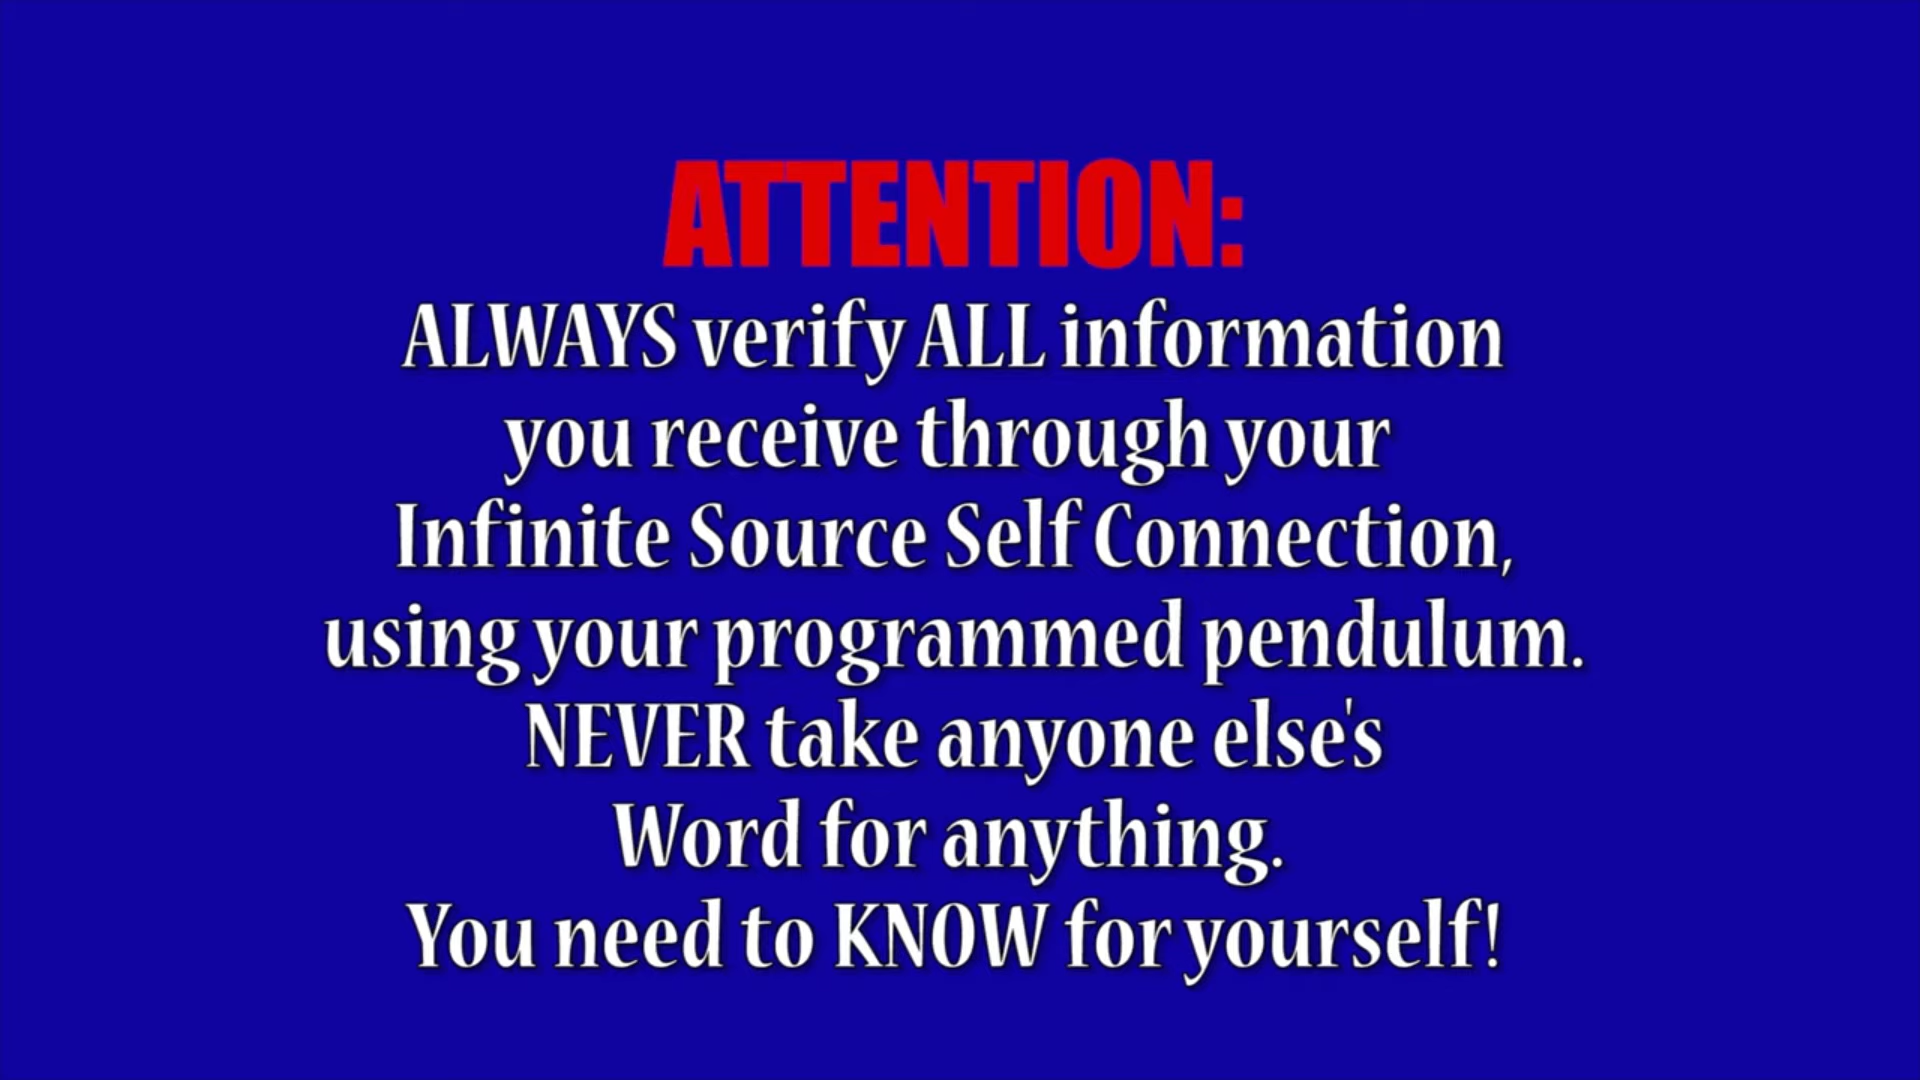 ATTENTION:
ALWAYS verify ALL information
you receive through your
Infinite Source Self Connection,
using your programmed pendulum.
NEVER take anyone else's
Word for anything.
You need to KNOW for yourself!